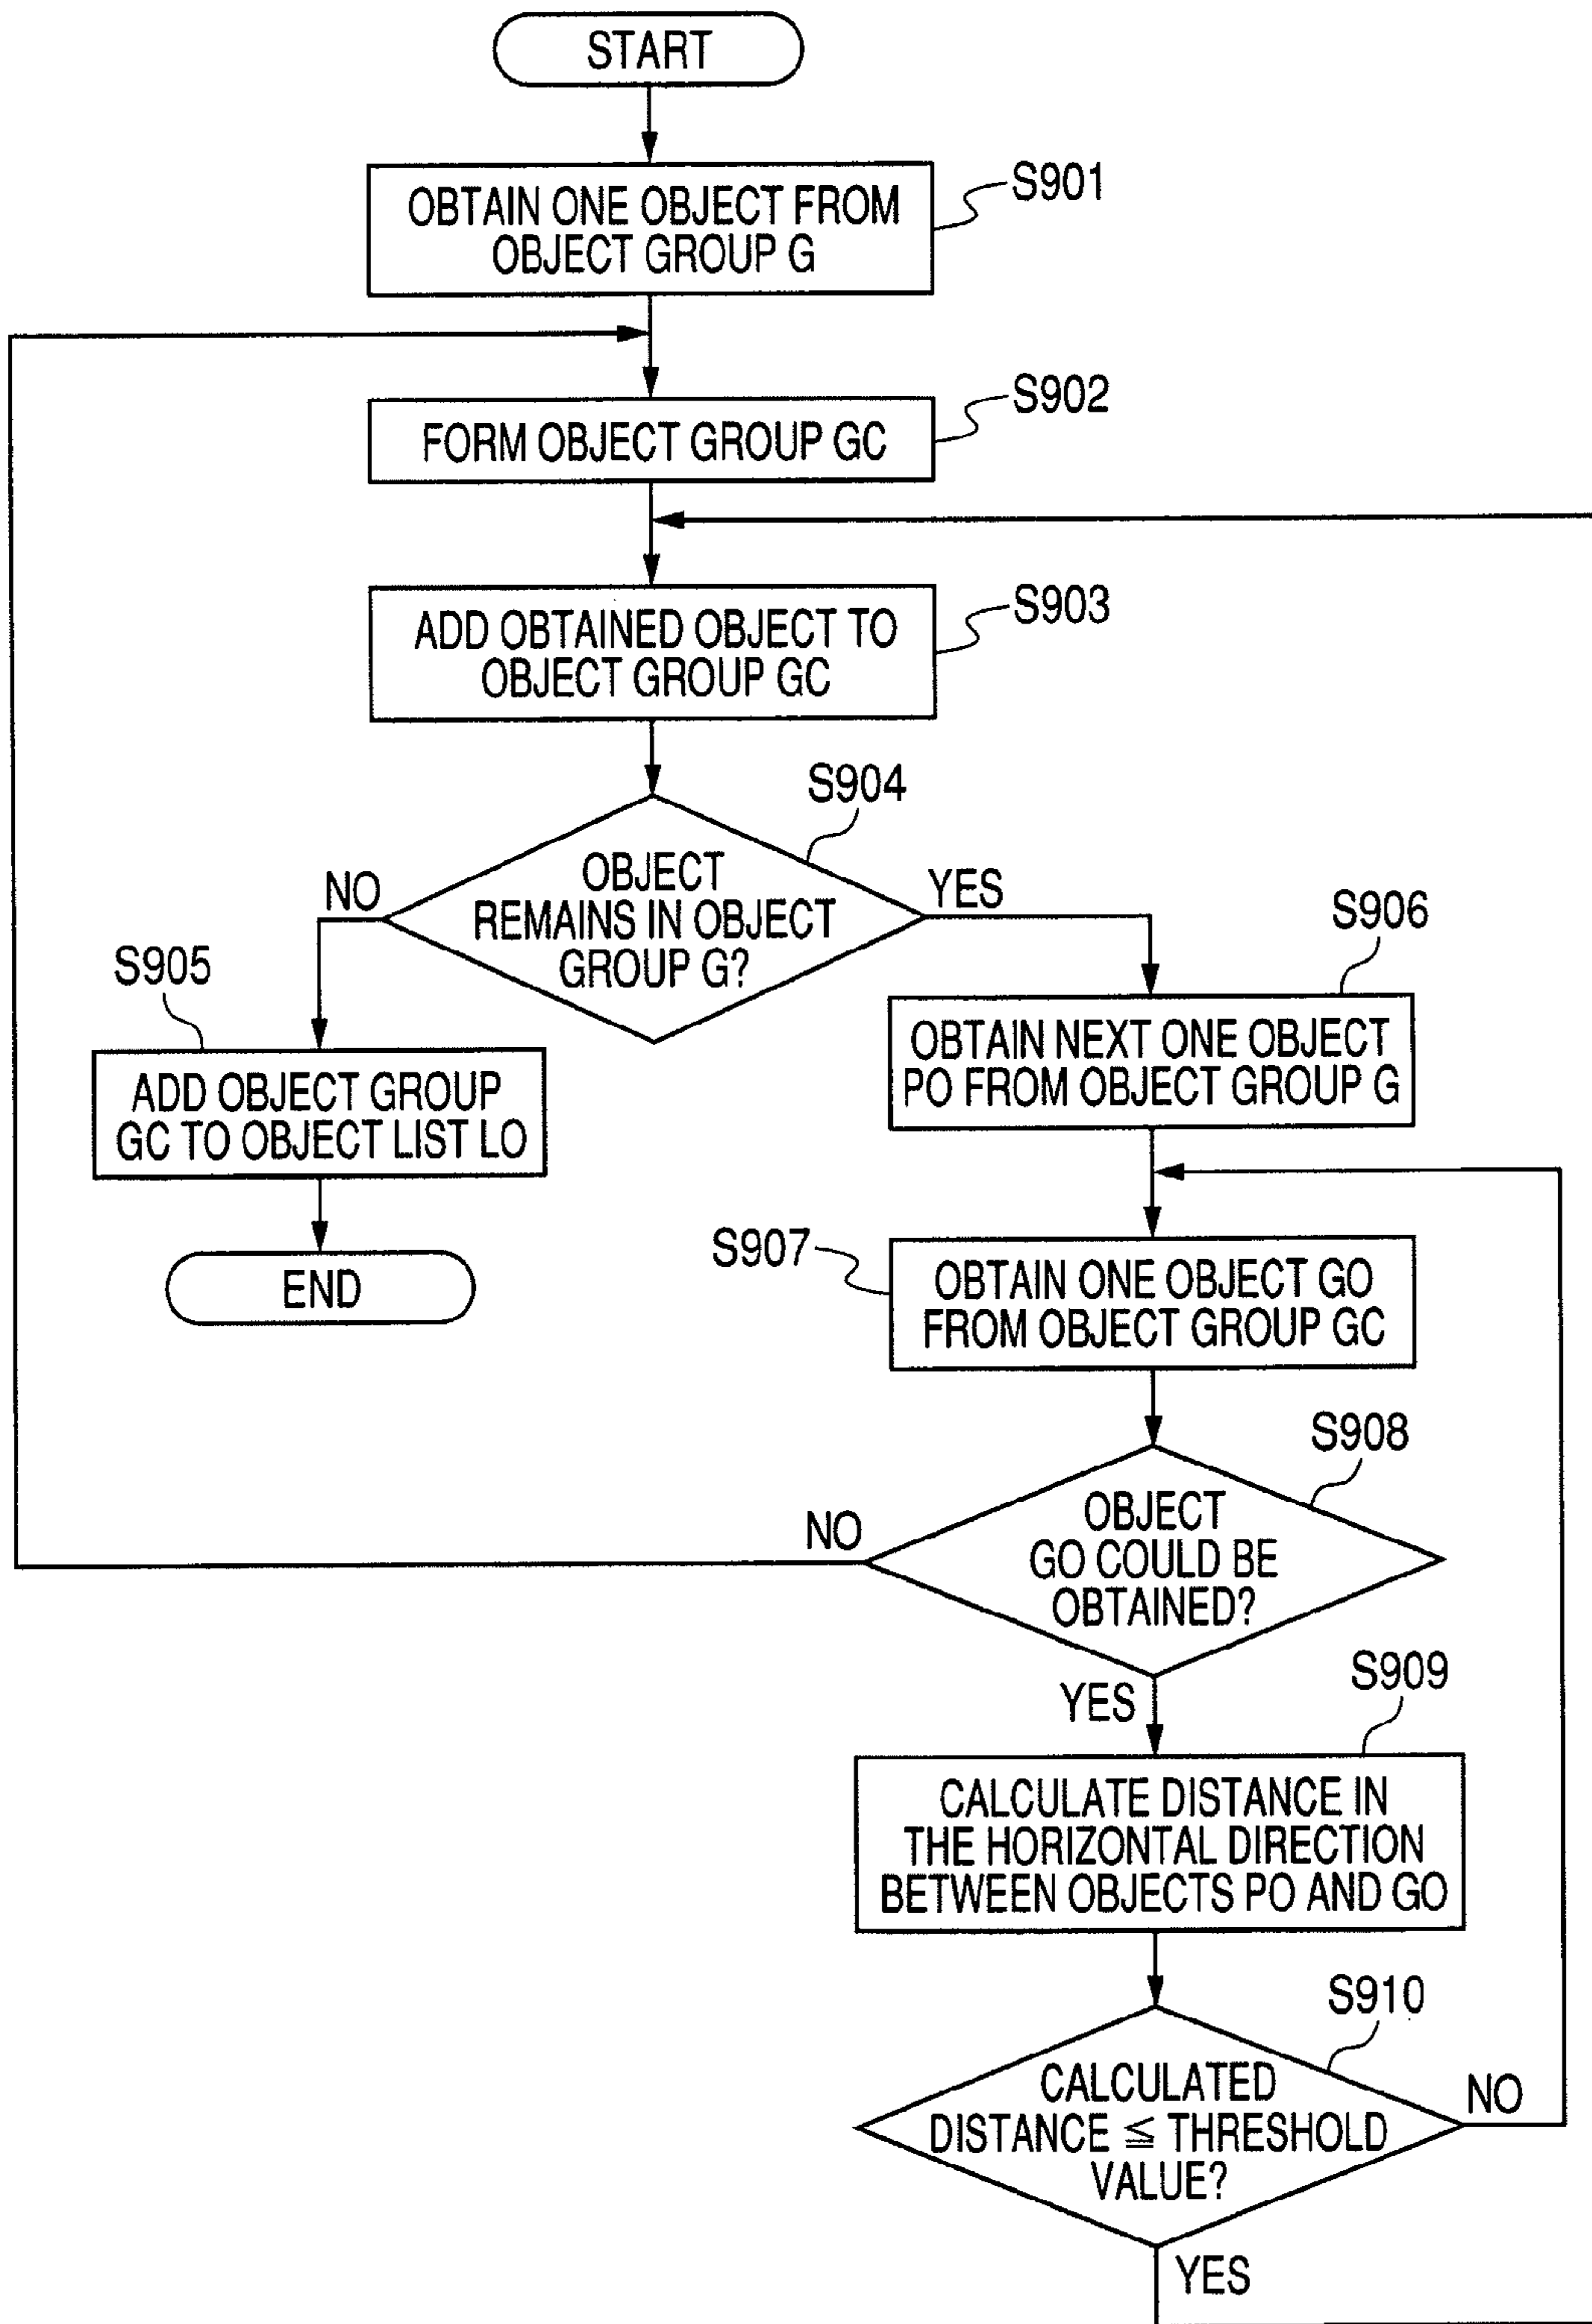 START
OBTAIN ONE OBJECT FROM
OBJECT GROUP G
S901
FORM OBJECT GROUP GC
S902
ADD OBTAINED OBJECT TO
OBJECT GROUP GC
S903
OBJECT
REMAINS IN OBJECT
GROUP G?
S904
NO
YES
S905
ADD OBJECT GROUP
GC TO OBJECT LIST LO
END
S906
OBTAIN NEXT ONE OBJECT
PO FROM OBJECT GROUP G
S907
OBTAIN ONE OBJECT GO
FROM OBJECT GROUP GC
S908
OBJECT
GO COULD BE
OBTAINED?
NO
YES
S909
CALCULATE DISTANCE IN
THE HORIZONTAL DIRECTION
BETWEEN OBJECTS PO AND GO
S910
CALCULATED
DISTANCE ≦ THRESHOLD
VALUE?
NO
YES